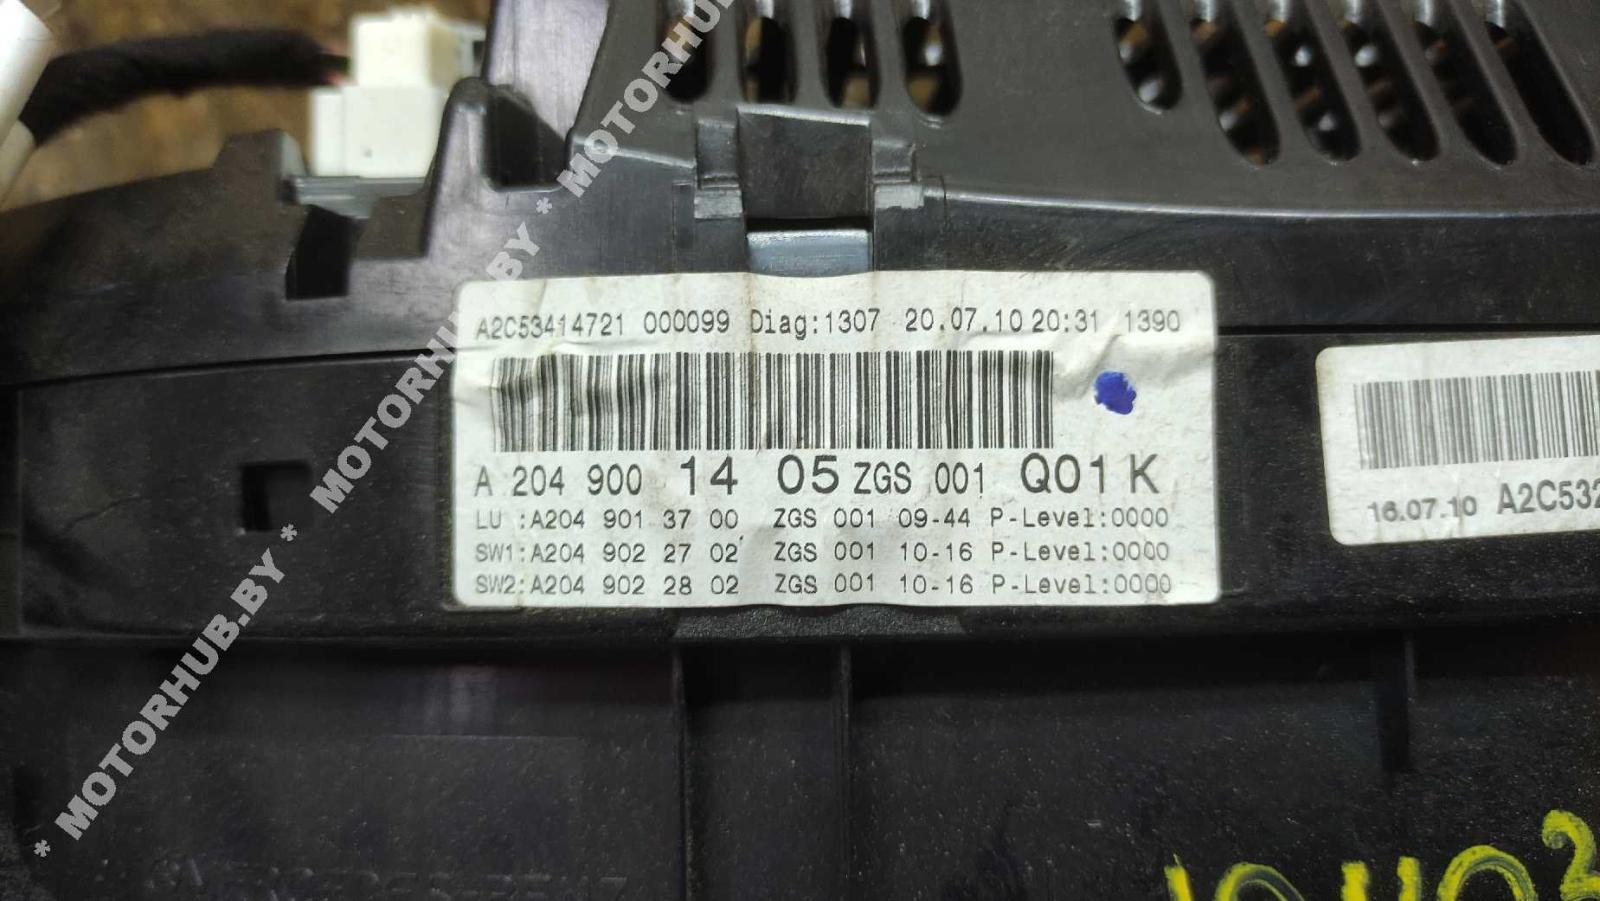 A2C53414721 000099 Diag:1307 20.07.10 20:31 1390
A 204 900 14 05 ZGS 001 Q01 K
LU :A204 901 37 00 ZGS 001 09-44 P-Level:0000
SW1:A204 902 27 02 ZGS 001 10-16 P-Level:0000
SW2:A204 902 28 02 ZGS 001 10-16 P-Level:0000
16.07.10 A2C532
* MOTORHUB.BY * MOTORHUB.BY * MOTORHUB